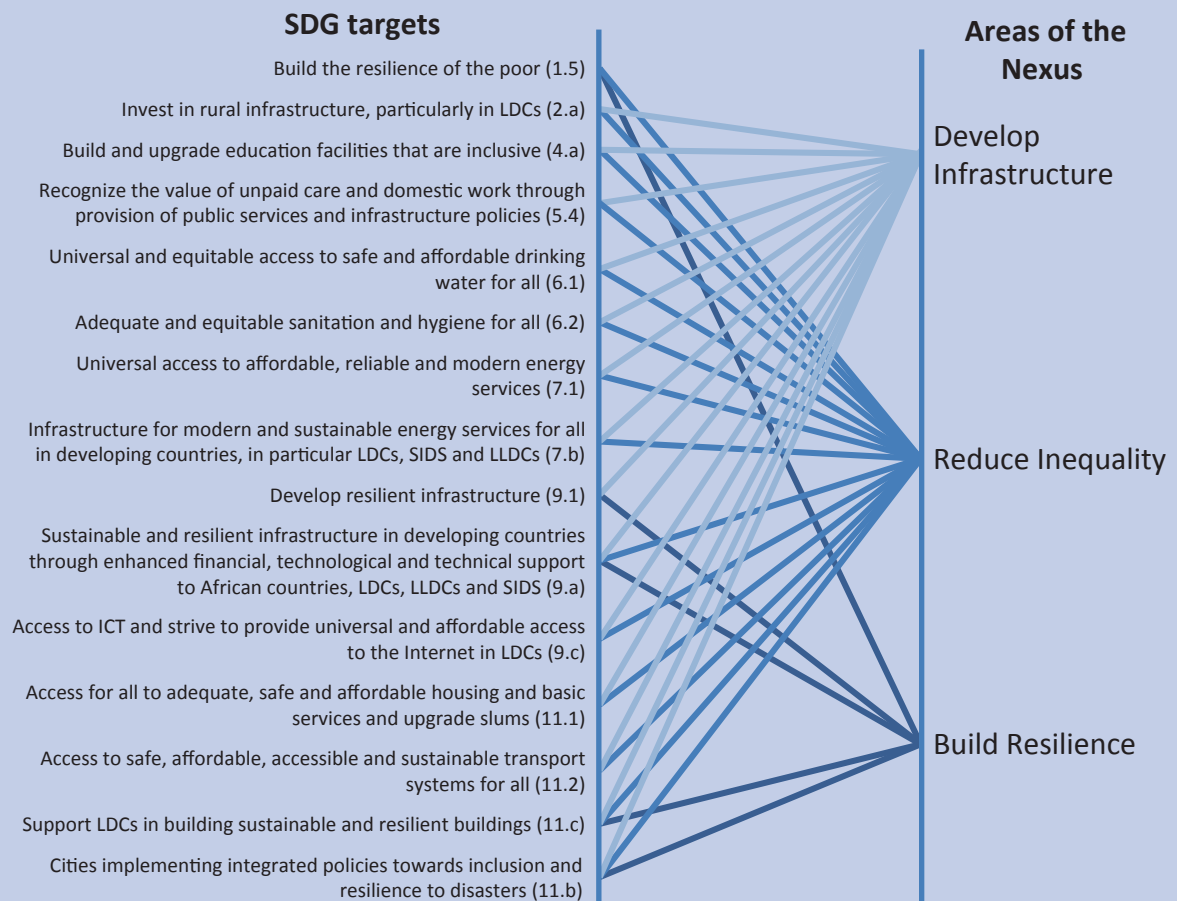 SDG targets
Build the resilience of the poor (1.5)
Invest in rural infrastructure, particularly in LDCs (2.a)
Build and upgrade education facilities that are inclusive (4.a)
Recognize the value of unpaid care and domestic work through
provision of public services and infrastructure policies (5.4)
Universal and equitable access to safe and affordable drinking
water for all (6.1)
Adequate and equitable sanitation and hygiene for all (6.2)
Universal access to affordable, reliable and modern energy
services (7.1)
Infrastructure for modern and sustainable energy services for all
in developing countries, in particular LDCs, SIDS and LLDCs (7.b)
Develop resilient infrastructure (9.1)
Sustainable and resilient infrastructure in developing countries
through enhanced financial, technological and technical support
to African countries, LDCs, LLDCs and SIDS (9.a)
Access to ICT and strive to provide universal and affordable access
to the Internet in LDCs (9.c)
Access for all to adequate, safe and affordable housing and basic
services and upgrade slums (11.1)
Access to safe, affordable, accessible and sustainable transport
systems for all (11.2)
Support LDCs in building sustainable and resilient buildings (11.c)
Cities implementing integrated policies towards inclusion and
resilience to disasters (11.b)
Areas of the
Nexus
Develop
Infrastructure
Reduce Inequality
Build Resilience